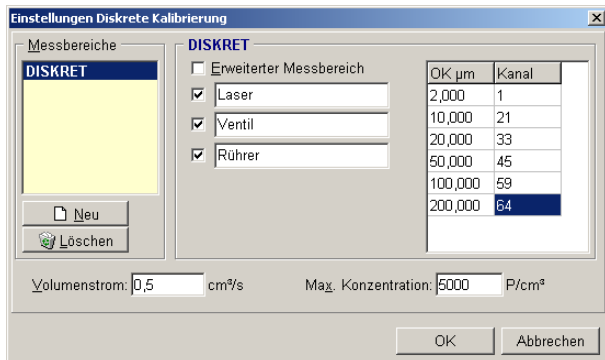 Einstellungen Diskrete Kalibrierung
Messbereiche
DISKRET
Neu
Löschen
DISKRET
Erweiterter Messbereich
Laser
Ventil
Rührer
OK µm Kanal
2,000 1
10,000 21
20,000 33
50,000 45
100,000 59
200,000 64
Volumenstrom: 0,5 cm³/s Max. Konzentration: 5000 P/cm³
OK Abbrechen